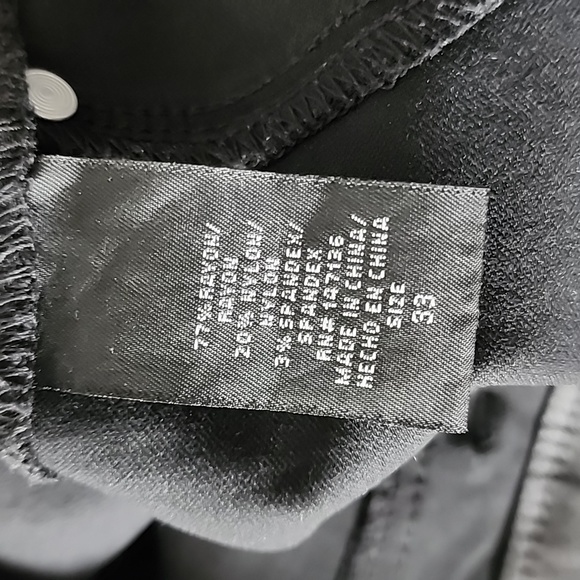 77% RAYON/
RAYON
20% NYLON/
NYLON
3% SPANDEX/
SPANDEX
RN# 147136
MADE IN CHINA/
HECHO EN CHINA
SIZE
33